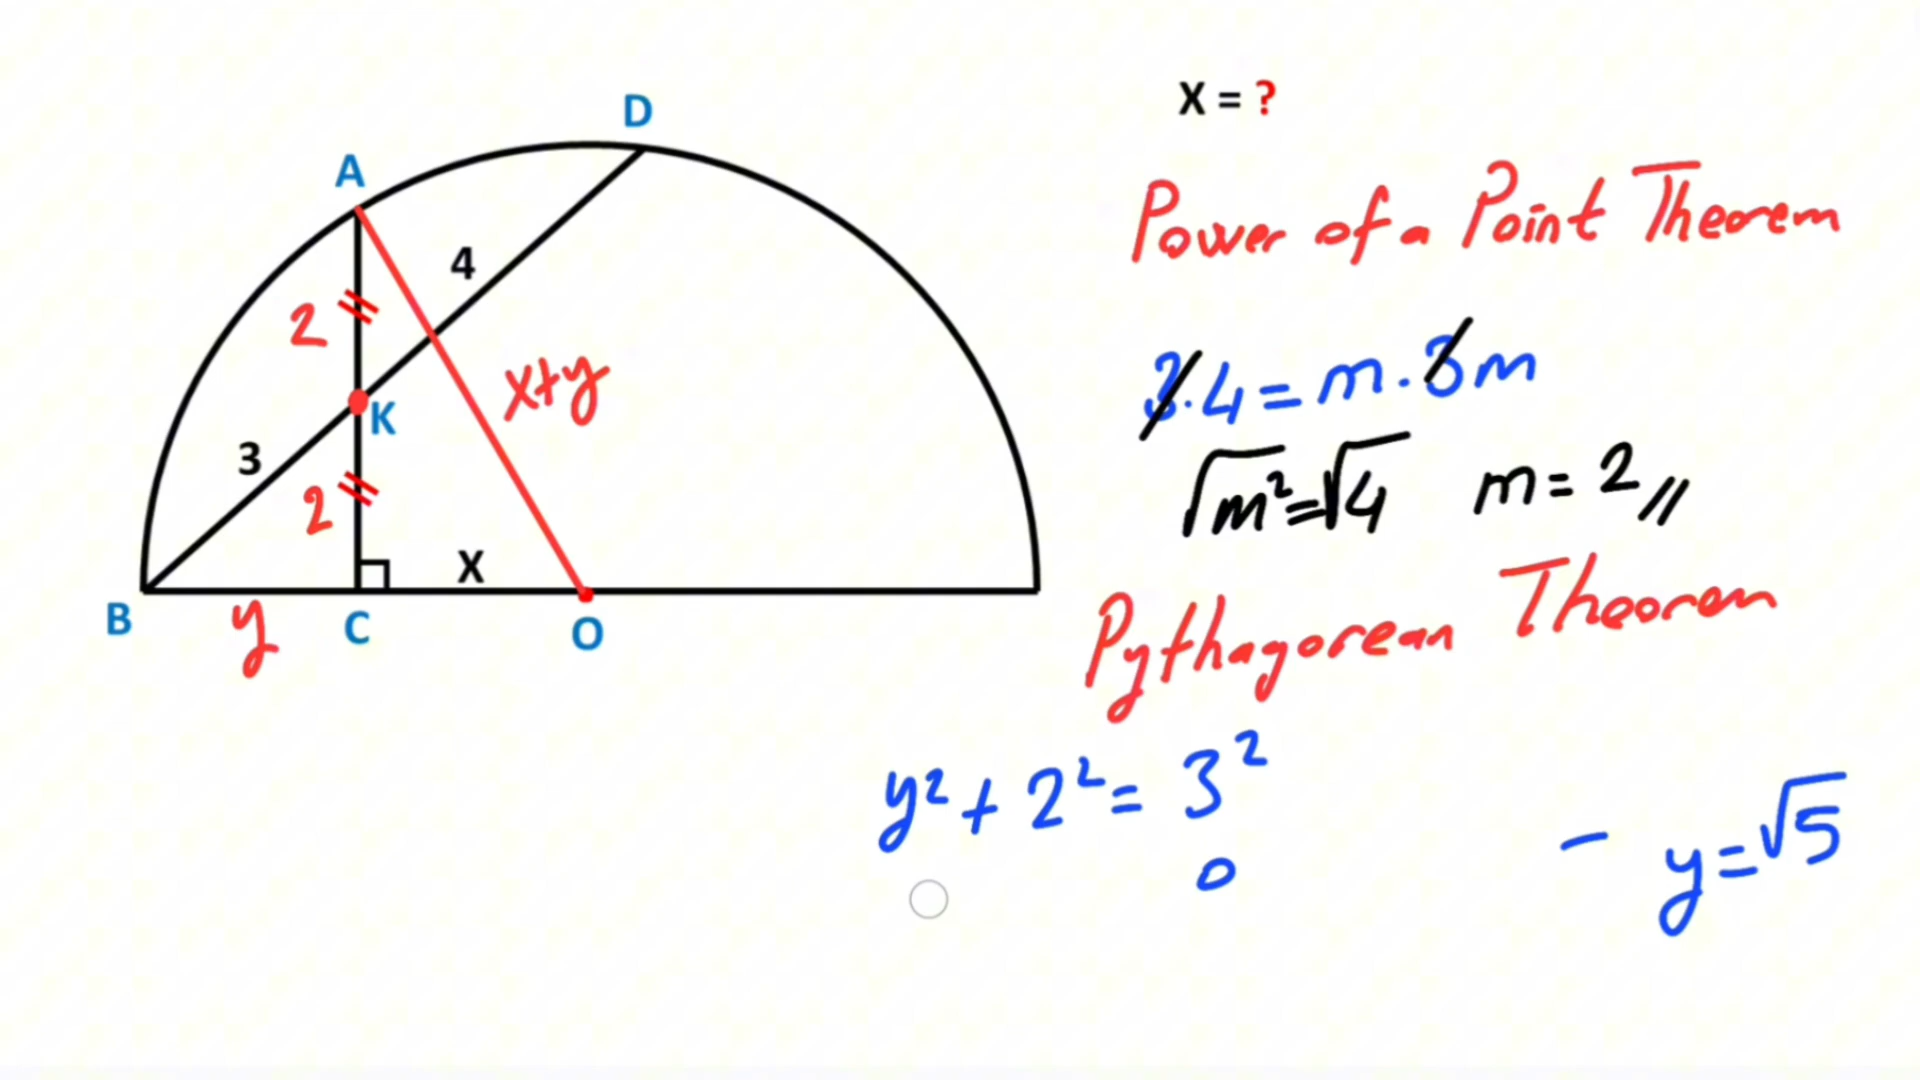 X = ?
D
A
4
2
K
x+y
3
2
X
B
y
C
O
Power of a Point Theorem
3.4 = m.3m
√m²=√4 m=2
Pythagorean Theorem
y²+2²=3²
y=√5